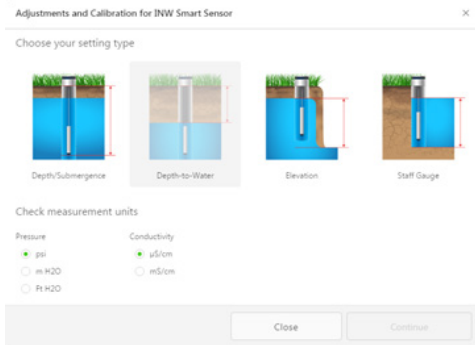 Adjustments and Calibration for INW Smart Sensor
Choose your setting type
Depth/Submergence
Depth-to-Water
Elevation
Staff Gauge
Check measurement units
Pressure
Conductivity
psi
µS/cm
m H2O
mS/cm
Ft H2O
Close
Continue